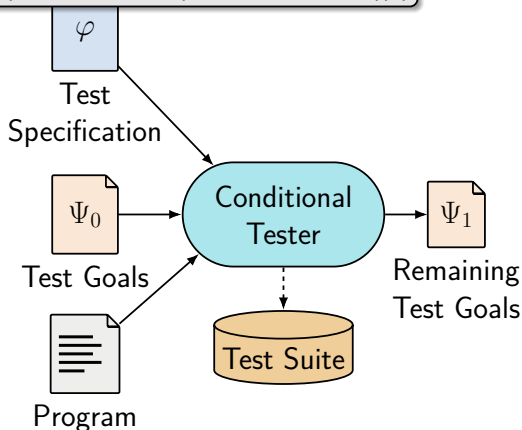 φ
Test
Specification
Ψ₀
Test Goals
Program
Conditional
Tester
Test Suite
Ψ₁
Remaining
Test Goals